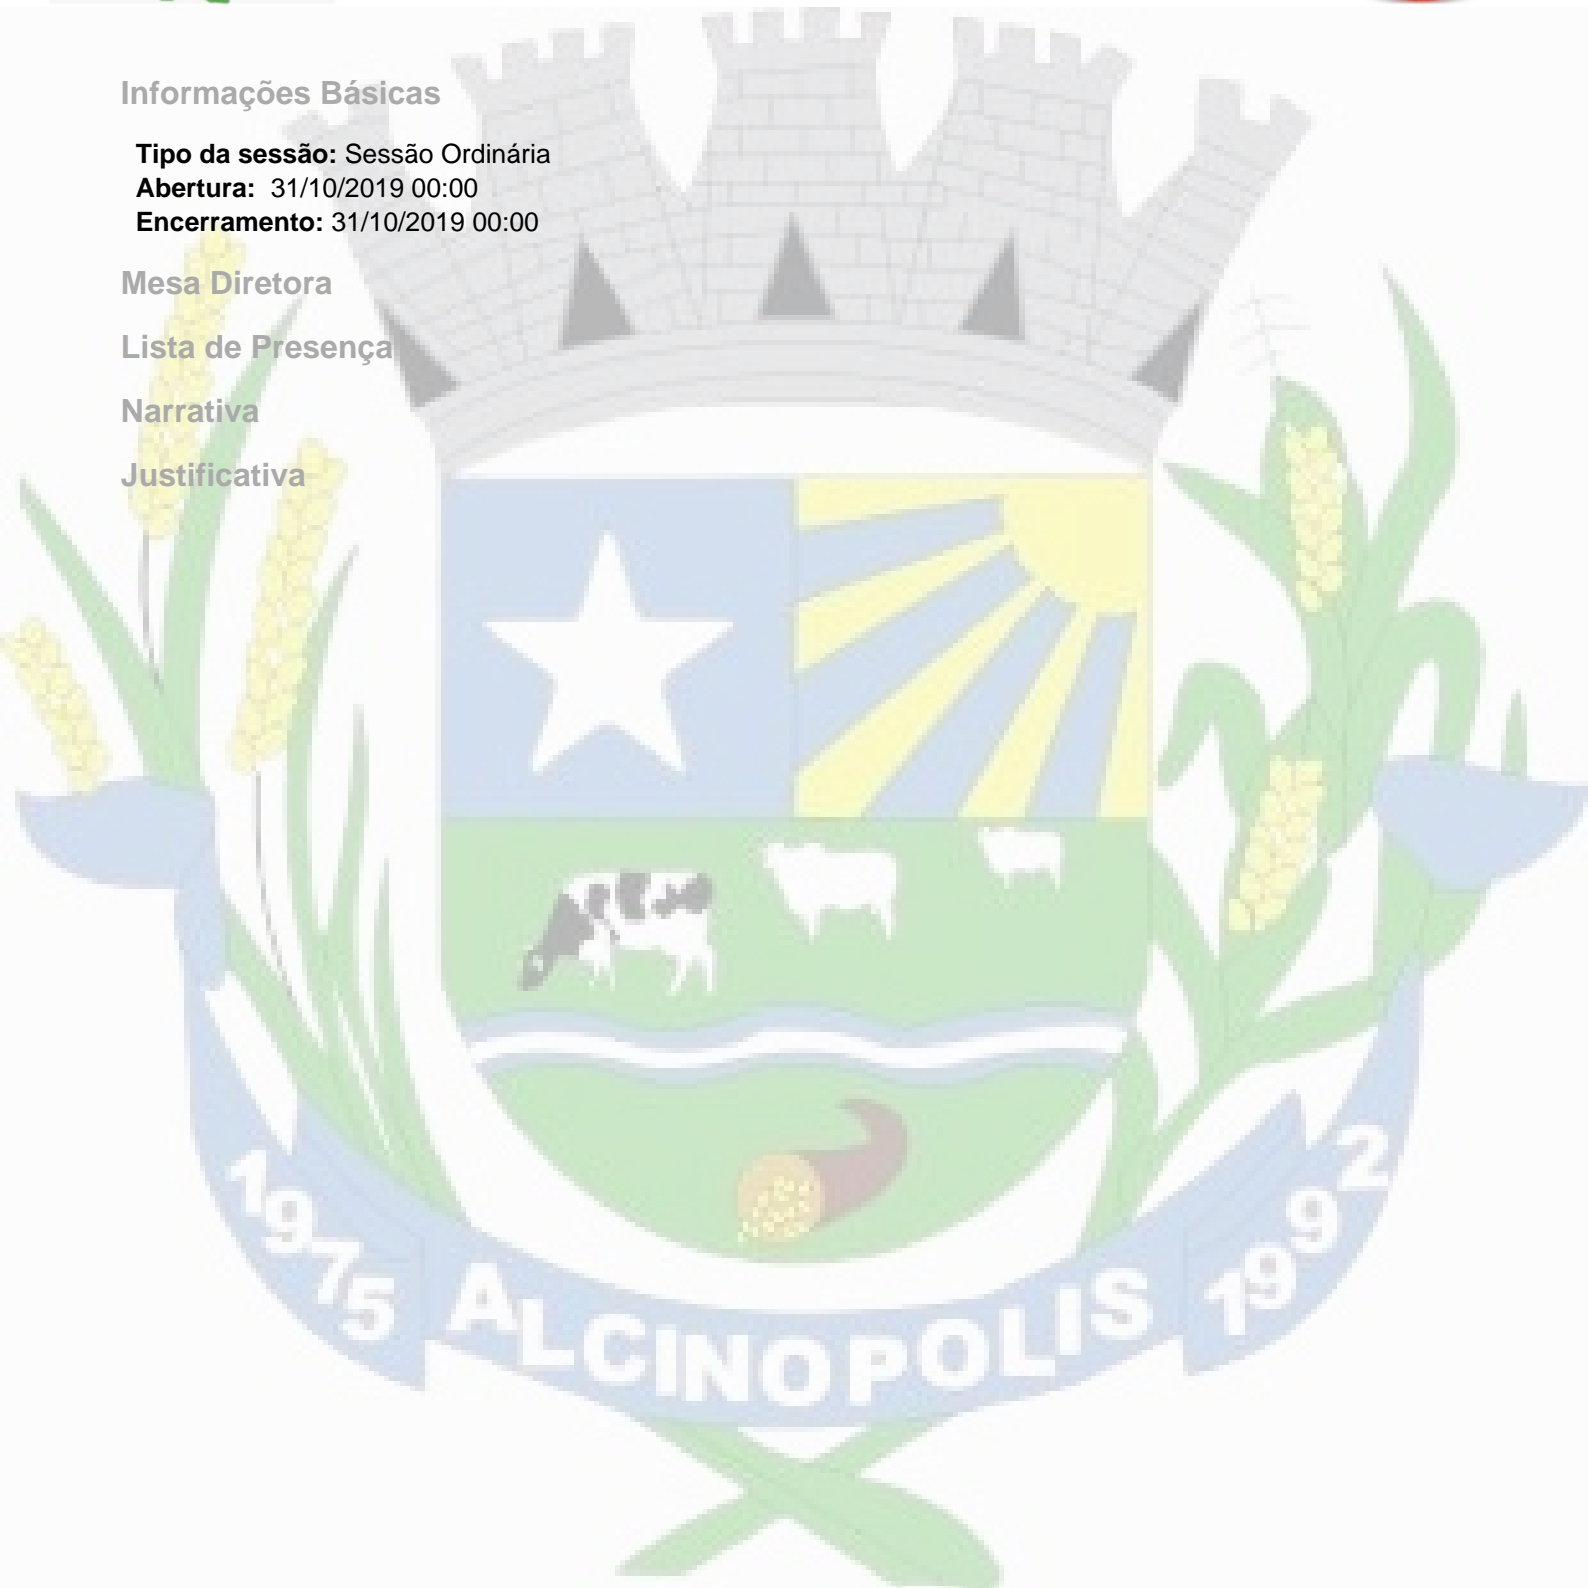 Informações Básicas
Tipo da sessão: Sessão Ordinária
Abertura: 31/10/2019 00:00
Encerramento: 31/10/2019 00:00
Mesa Diretora
Lista de Presença
Narrativa
Justificativa
1975 ALCINOPOLIS 1992